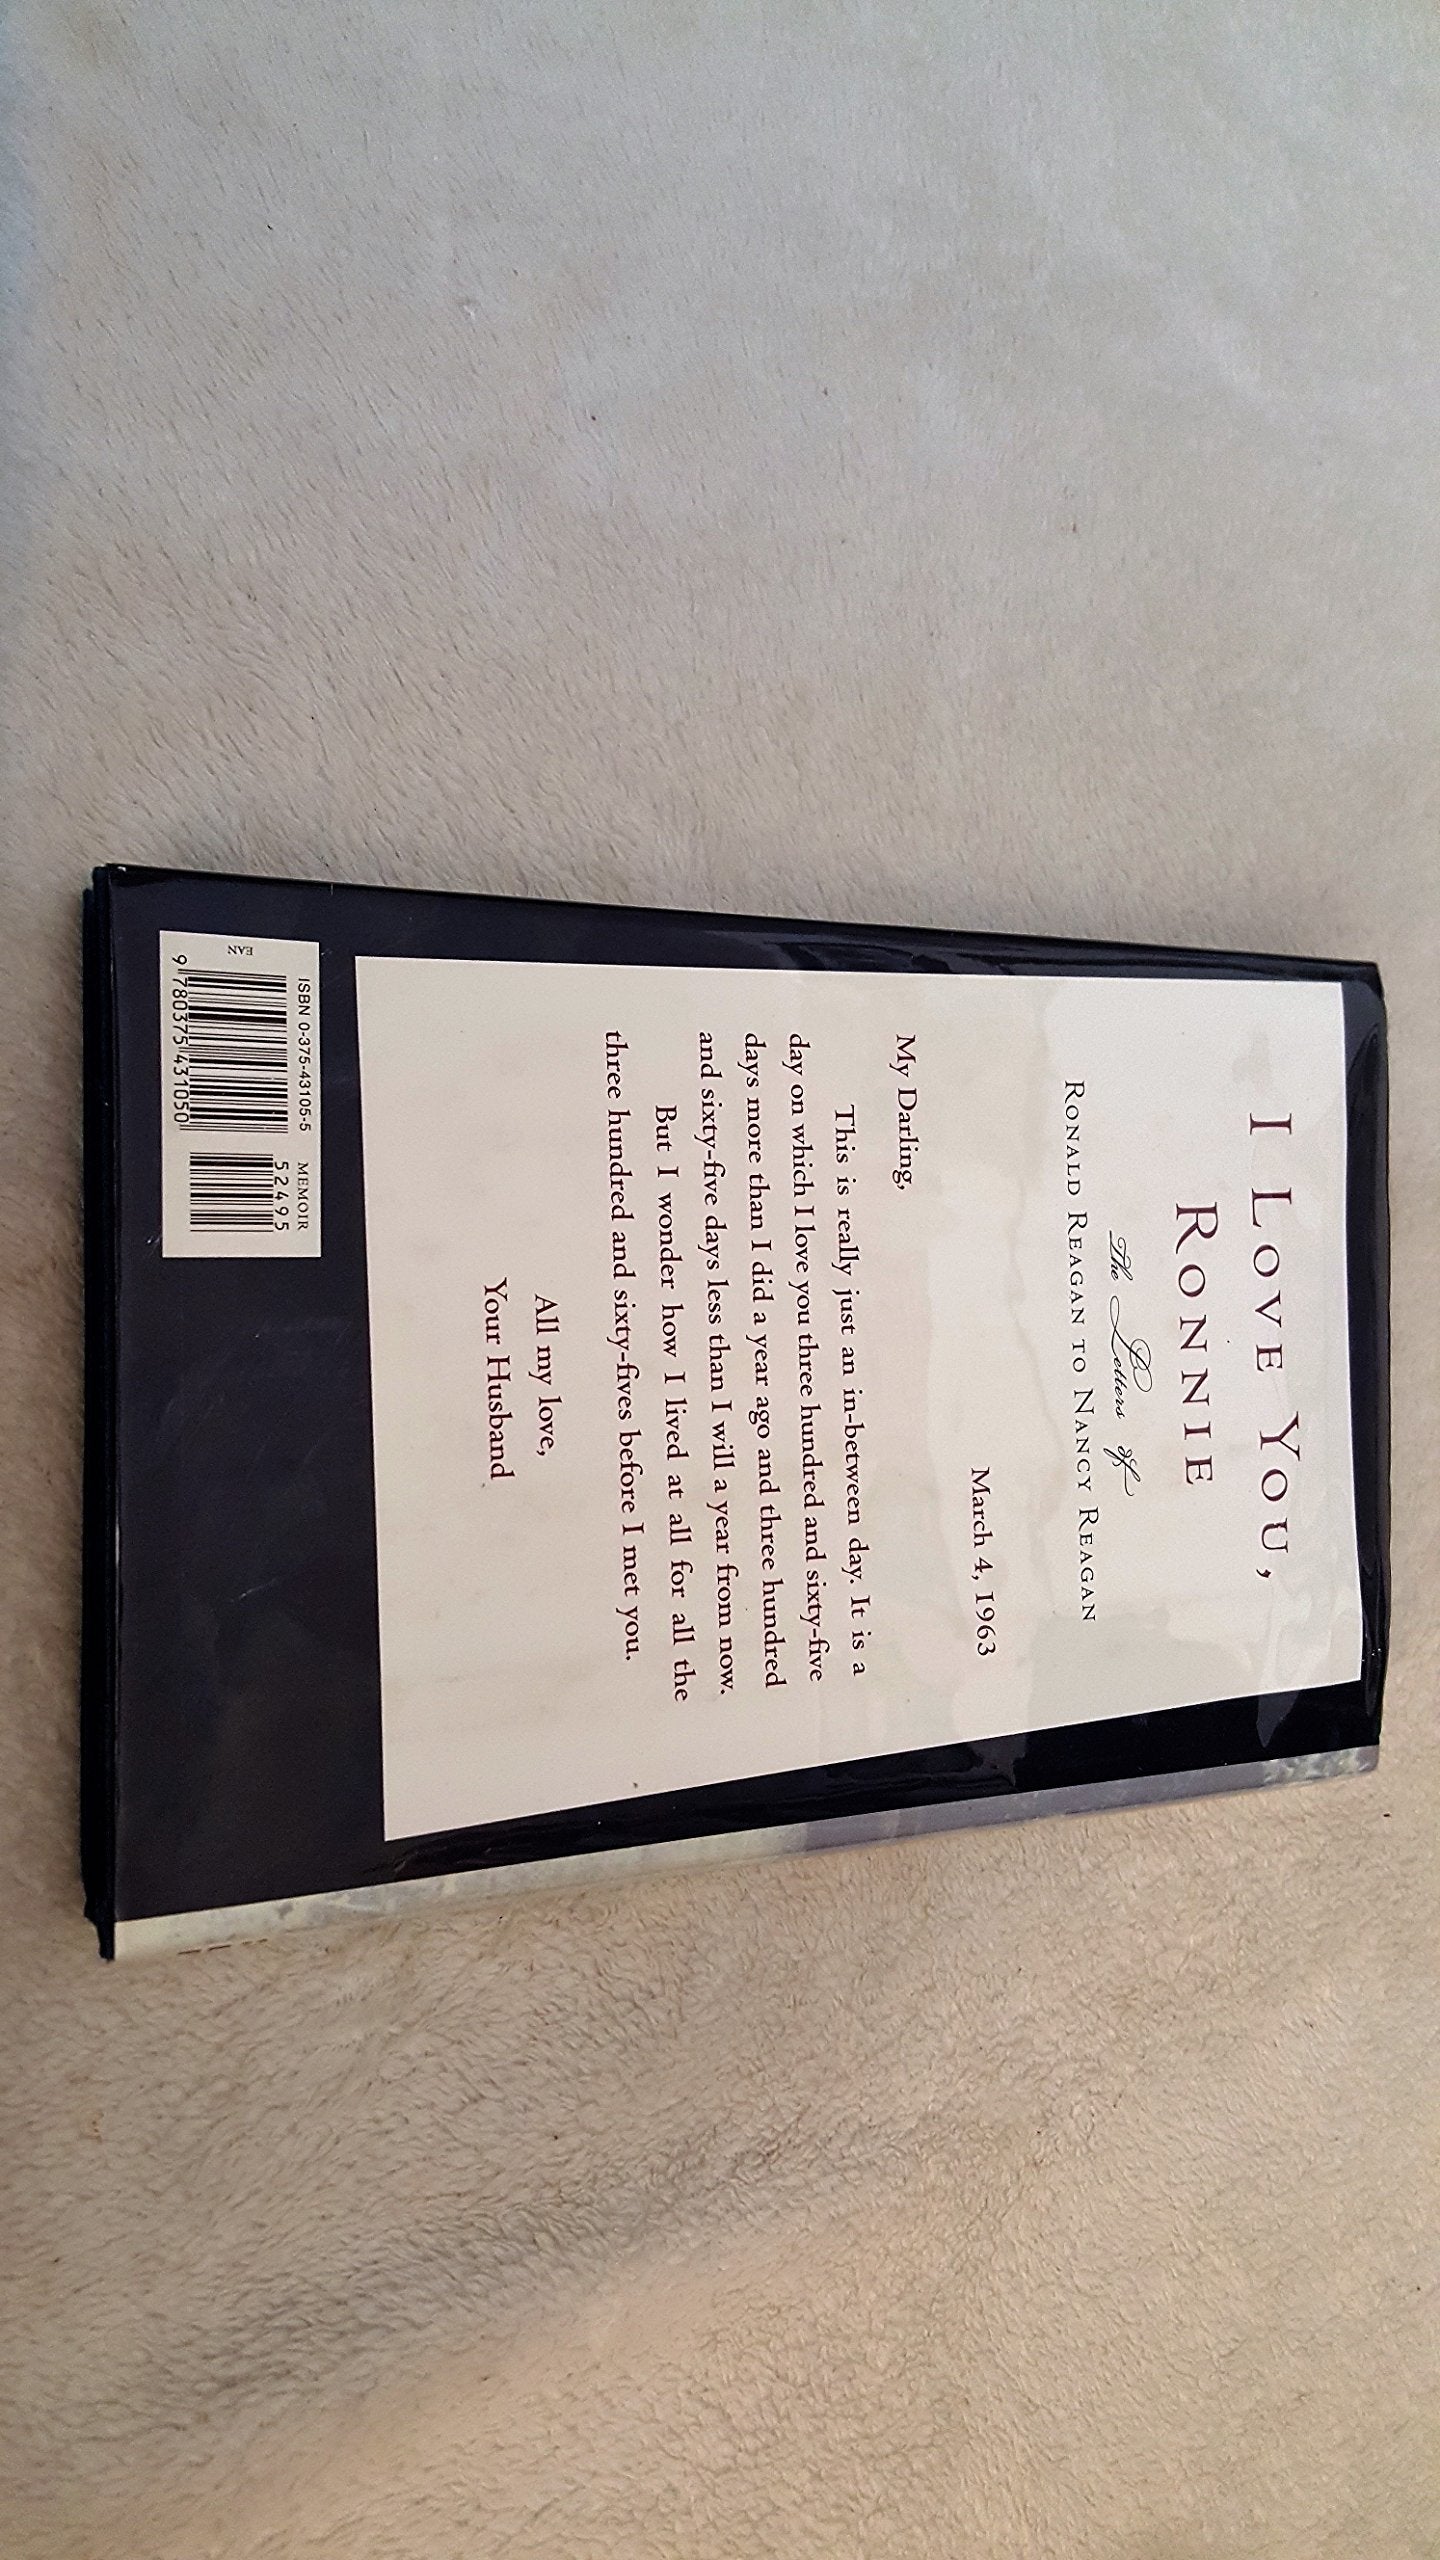 I LOVE YOU,
RONNIE
The Letters of
RONALD REAGAN TO NANCY REAGAN
March 4, 1963
My Darling,
This is really just an in-between day. It is a
day on which I love you three hundred and sixty-five
days more than I did a year ago and three hundred
and sixty-five days less than I will a year from now.
But I wonder how I lived at all for all the
three hundred and sixty-fives before I met you.
All my love,
Your Husband
ISBN 0-375-43105-5
MEMOIR
52495
EAN
9 780375 431050